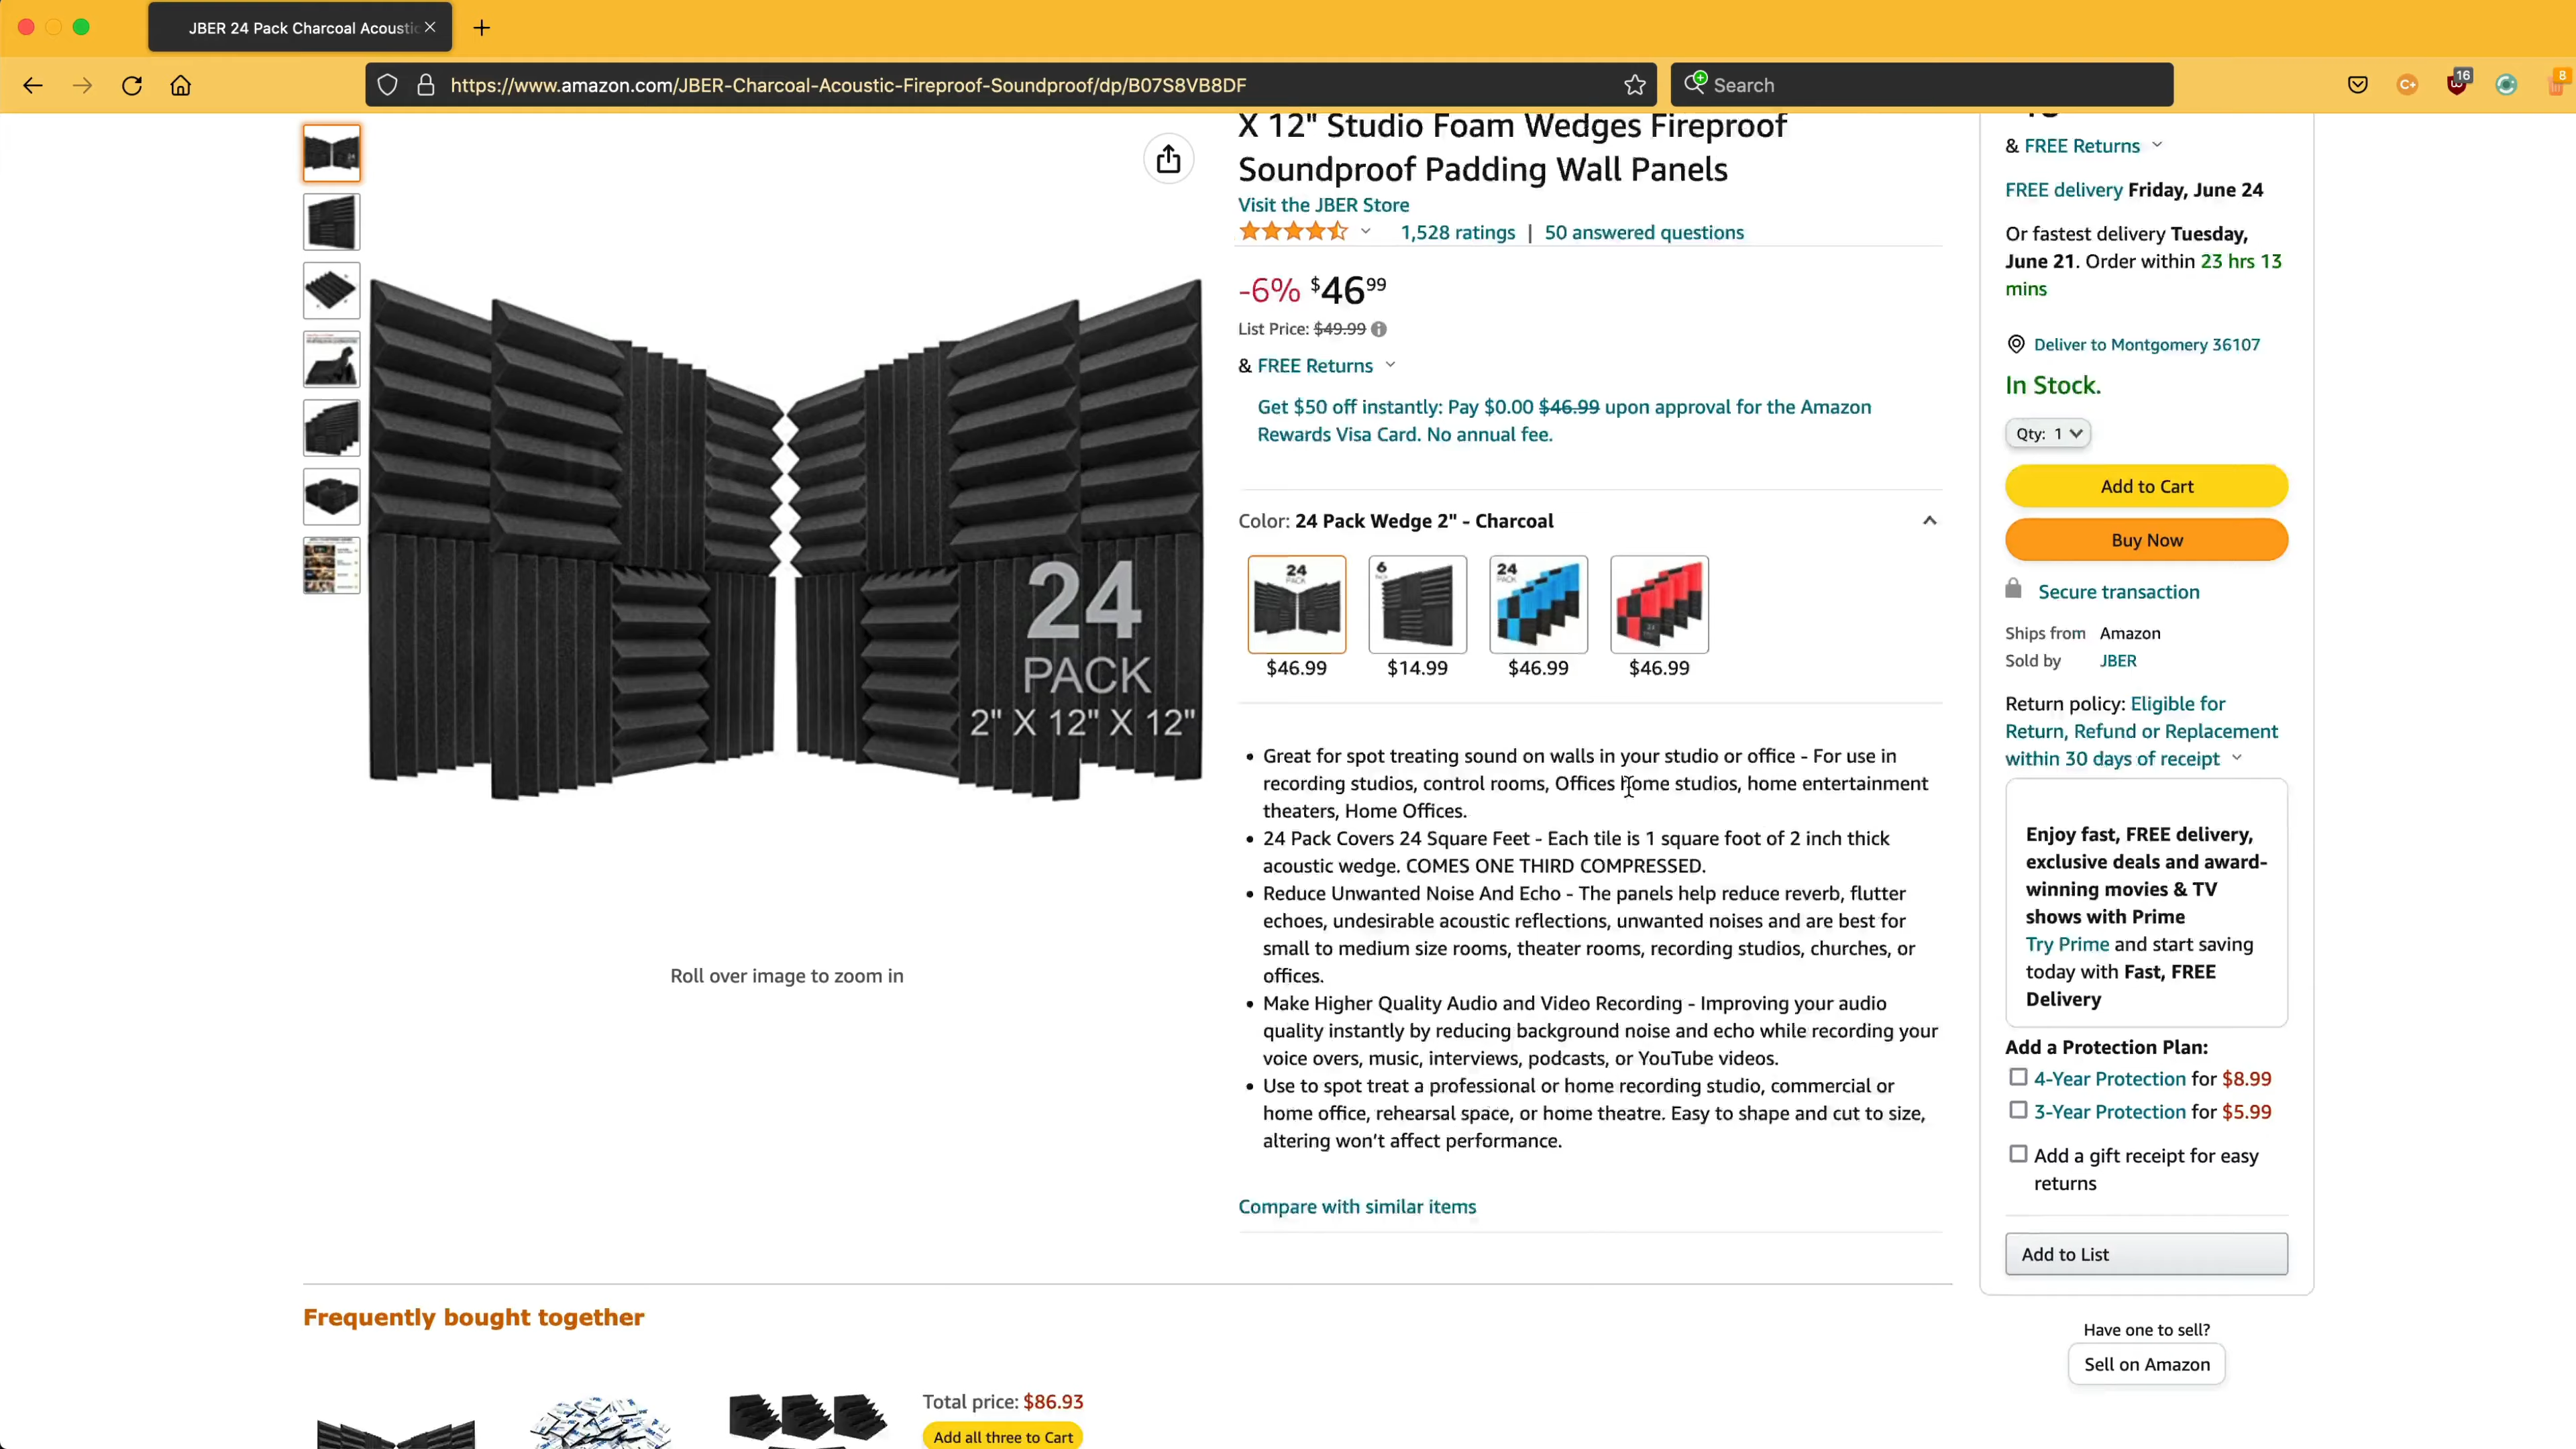 JBER 24 Pack Charcoal Acoustic
https://www.amazon.com/JBER-Charcoal-Acoustic-Fireproof-Soundproof/dp/B07S8VB8DF
Search
16
8
X 12" Studio Foam Wedges Fireproof
Soundproof Padding Wall Panels
Visit the JBER Store
1,528 ratings | 50 answered questions
-6% $46.99
List Price: $49.99
& FREE Returns
Get $50 off instantly: Pay $0.00 $46.99 upon approval for the Amazon
Rewards Visa Card. No annual fee.
Color: 24 Pack Wedge 2" - Charcoal
24 PACK
6
24 PACK
$46.99
$14.99
$46.99
$46.99
24
PACK
2" X 12" X 12"
Roll over image to zoom in
• Great for spot treating sound on walls in your studio or office - For use in
recording studios, control rooms, Offices home studios, home entertainment
theaters, Home Offices.
• 24 Pack Covers 24 Square Feet - Each tile is 1 square foot of 2 inch thick
acoustic wedge. COMES ONE THIRD COMPRESSED.
• Reduce Unwanted Noise And Echo - The panels help reduce reverb, flutter
echoes, undesirable acoustic reflections, unwanted noises and are best for
small to medium size rooms, theater rooms, recording studios, churches, or
offices.
• Make Higher Quality Audio and Video Recording - Improving your audio
quality instantly by reducing background noise and echo while recording your
voice overs, music, interviews, podcasts, or YouTube videos.
• Use to spot treat a professional or home recording studio, commercial or
home office, rehearsal space, or home theatre. Easy to shape and cut to size,
altering won't affect performance.
Compare with similar items
& FREE Returns
FREE delivery Friday, June 24
Or fastest delivery Tuesday,
June 21. Order within 23 hrs 13
mins
Deliver to Montgomery 36107
In Stock.
Qty: 1
Add to Cart
Buy Now
Secure transaction
Ships from Amazon
Sold by JBER
Return policy: Eligible for
Return, Refund or Replacement
within 30 days of receipt
Enjoy fast, FREE delivery,
exclusive deals and award-
winning movies & TV
shows with Prime
Try Prime and start saving
today with Fast, FREE
Delivery
Add a Protection Plan:
4-Year Protection for $8.99
3-Year Protection for $5.99
Add a gift receipt for easy
returns
Add to List
Have one to sell?
Sell on Amazon
Frequently bought together
Total price: $86.93
Add all three to Cart